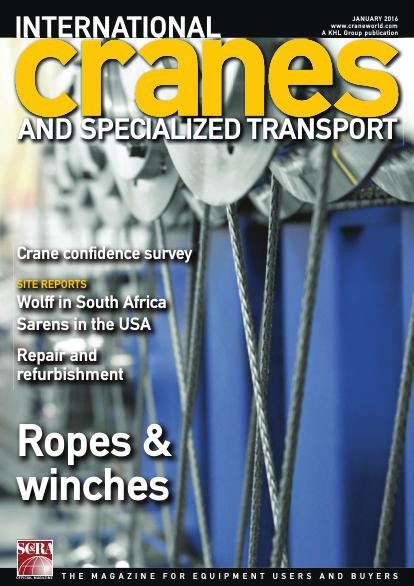 INTERNATIONAL
JANUARY 2016
www.craneworld.com
A KHL Group publication
cranes
AND SPECIALIZED TRANSPORT
Crane confidence survey
SITE REPORTS
Wolff in South Africa
Sarens in the USA
Repair and
refurbishment
Ropes &
winches
SC&RA
OFFICIAL MAGAZINE
THE MAGAZINE FOR EQUIPMENT USERS AND BUYERS